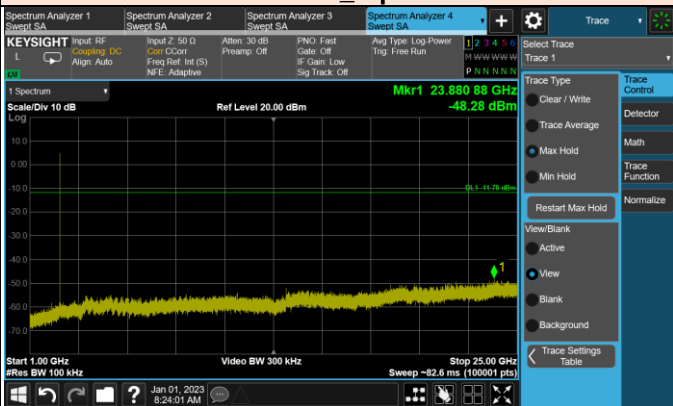 Spectrum Analyzer 1
Swept SA
Spectrum Analyzer 2
Swept SA
Spectrum Analyzer 3
Swept SA
Spectrum Analyzer 4
Swept SA
Trace
KEYSIGHT
L
Input: RF
Coupling: DC
Align: Auto
Input Z: 50 Ω
Corr CCorr
Freq Ref: Int (S)
NFE: Adaptive
Atten: 30 dB
Preamp: Off
PNO: Fast
Gate: Off
IF Gain: Low
Sig Track: Off
Avg Type: Log-Power
Trig: Free Run
1 2 3 4 5 6
M W W W W W
P N N N N N
Select Trace
Trace 1
1 Spectrum
Mkr1 23.880 88 GHz
-48.28 dBm
Scale/Div 10 dB
Ref Level 20.00 dBm
Log
10.0
0.00
-10.0
DL1 -11.78 dBm
-20.0
-30.0
-40.0
1
-50.0
-60.0
-70.0
Start 1.00 GHz
#Res BW 100 kHz
Video BW 300 kHz
Stop 25.00 GHz
Sweep ~82.6 ms (100001 pts)
Trace Type
Clear / Write
Trace Average
Max Hold
Min Hold
Restart Max Hold
View/Blank
Active
View
Blank
Background
Trace Settings
Table
Trace
Control
Detector
Math
Trace
Function
Normalize
?
Jan 01, 2023
8:24:01 AM